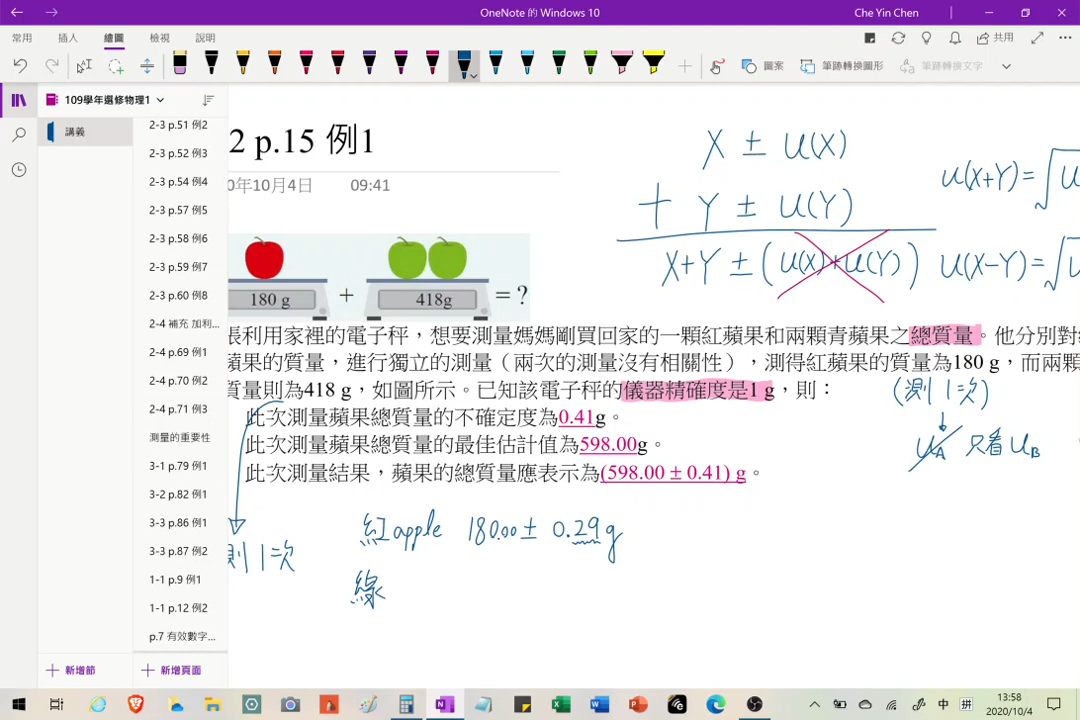 OneNote 的 Windows 10
Che Yin Chen
常用 插入 繪圖 檢視 說明
共用
圖案 筆跡轉換圖形 筆跡轉換文字
109學年選修物理1
講義
2-3 p.51 例2
2-3 p.52 例3
2-3 p.54 例4
2-3 p.57 例5
2-3 p.58 例6
2-3 p.59 例7
2-3 p.60 例8
2-4 補充 加利...
2-4 p.69 例1
2-4 p.70 例2
2-4 p.71 例3
測量的重要性
3-1 p.79 例1
3-2 p.82 例1
3-3 p.86 例1
3-3 p.87 例2
1-1 p.9 例1
1-1 p.12 例2
p.7 有效數字...
新增節
新增頁面
2 p.15 例1
0年10月4日 09:41
X ± u(X)
+ Y ± u(Y)
X+Y ± (u(X)+u(Y))
u(X+Y)=√u
u(X-Y)=√u
180 g + 418g = ?
張利用家裡的電子秤，想要測量媽媽剛買回家的一顆紅蘋果和兩顆青蘋果之總質量。他分別對
蘋果的質量，進行獨立的測量（兩次的測量沒有相關性），測得紅蘋果的質量為180 g，而兩顆
質量則為418 g，如圖所示。已知該電子秤的儀器精確度是1 g，則：
此次測量蘋果總質量的不確定度為0.41g。
此次測量蘋果總質量的最佳估計值為598.00g。
此次測量結果，蘋果的總質量應表示為(598.00 ± 0.41) g。
(測1次)
uA 只看 uB
測1次
紅apple 180.00 ± 0.29g
線
中
拼
13:58
2020/10/4